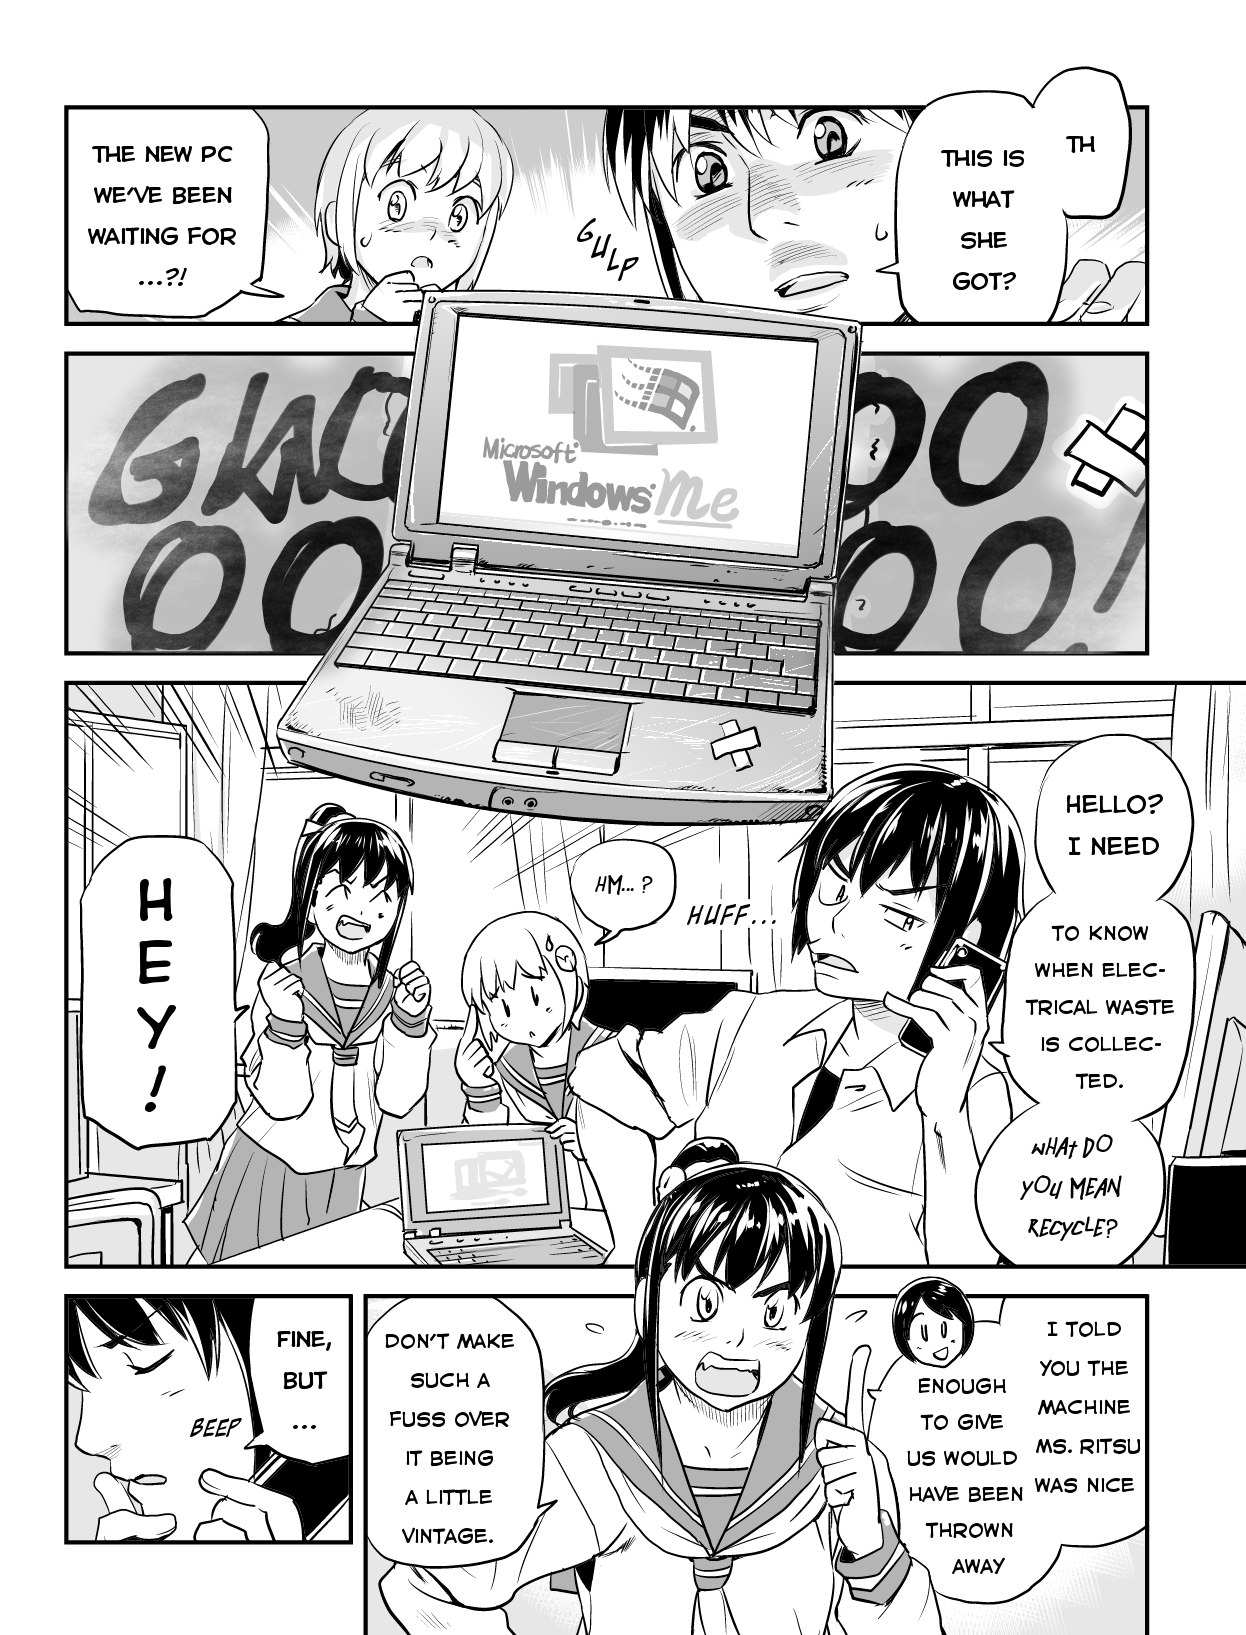 TH
THIS IS
WHAT
SHE
GOT?
GULP
THE NEW PC
WE'VE BEEN
WAITING FOR
...?!
Microsoft
Windows Me
OO
OO!
HELLO?
I NEED
TO KNOW
WHEN ELEC-
TRICAL WASTE
IS COLLEC-
TED.
WHAT DO
YOU MEAN
RECYCLE?
HUFF...
HM...?
HEY!
I TOLD
YOU THE
MACHINE
MS. RITSU
WAS NICE
ENOUGH
TO GIVE
US WOULD
HAVE BEEN
THROWN
AWAY
DON'T MAKE
SUCH A
FUSS OVER
IT BEING
A LITTLE
VINTAGE.
FINE,
BUT
...
BEEP